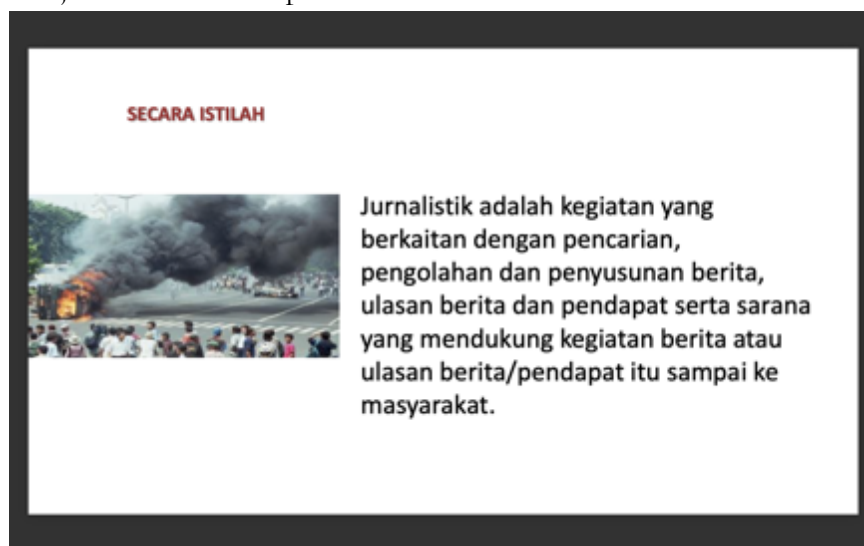 SECARA ISTILAH
Jurnalistik adalah kegiatan yang
berkaitan dengan pencarian,
pengolahan dan penyusunan berita,
ulasan berita dan pendapat serta sarana
yang mendukung kegiatan berita atau
ulasan berita/pendapat itu sampai ke
masyarakat.